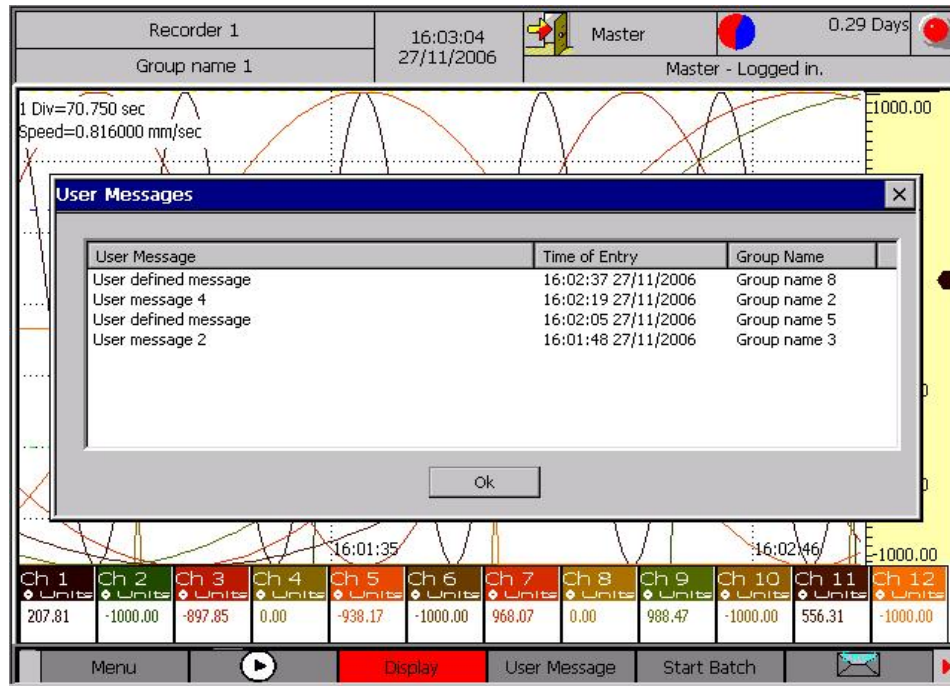 Recorder 1
16:03:04
27/11/2006
Master
0.29 Days
Group name 1
Master - Logged in.
1 Div=70.750 sec
Speed=0.816000 mm/sec
1000.00
User Messages
User Message Time of Entry Group Name
User defined message 16:02:37 27/11/2006 Group name 8
User message 4 16:02:19 27/11/2006 Group name 2
User defined message 16:02:05 27/11/2006 Group name 5
User message 2 16:01:48 27/11/2006 Group name 3
Ok
16:01:35
16:02:46
-1000.00
Ch 1 Ch 2 Ch 3 Ch 4 Ch 5 Ch 6 Ch 7 Ch 8 Ch 9 Ch 10 Ch 11 Ch 12
Units Units Units Units Units Units Units Units Units Units Units Units
207.81 -1000.00 -897.85 0.00 -938.17 -1000.00 968.07 0.00 988.47 -1000.00 556.31 -1000.00
Menu Display User Message Start Batch